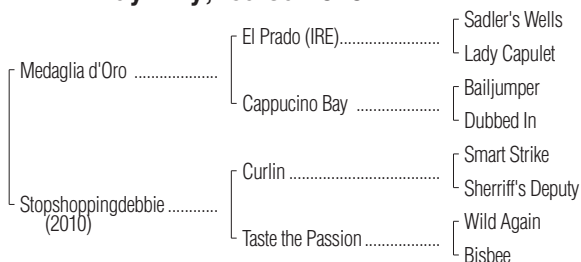 El Prado (IRE)........................
Sadler's Wells
Lady Capulet
Medaglia d'Oro ....................
Cappucino Bay ....................
Bailjumper
Dubbed In
Curlin ....................................
Smart Strike
Sherriff's Deputy
Stopshoppingdebbie ............
(2010)
Taste the Passion ..................
Wild Again
Bisbee